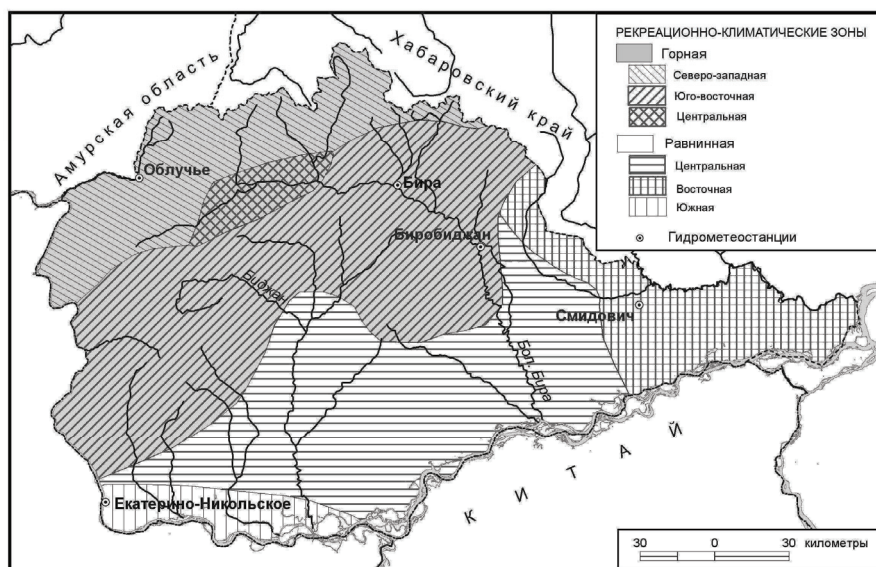 РЕКРЕАЦИОННО-КЛИМАТИЧЕСКИЕ ЗОНЫ
Горная
Северо-западная
Юго-восточная
Центральная
Равнинная
Центральная
Восточная
Южная
Гидрометеостанции
Амурская область
Хабаровский край
Облучье
Бира
Биробиджан
Биджан
Смидович
Бол. Бира
Екатерино-Никольское
КИТАЙ
30 0 30 километры